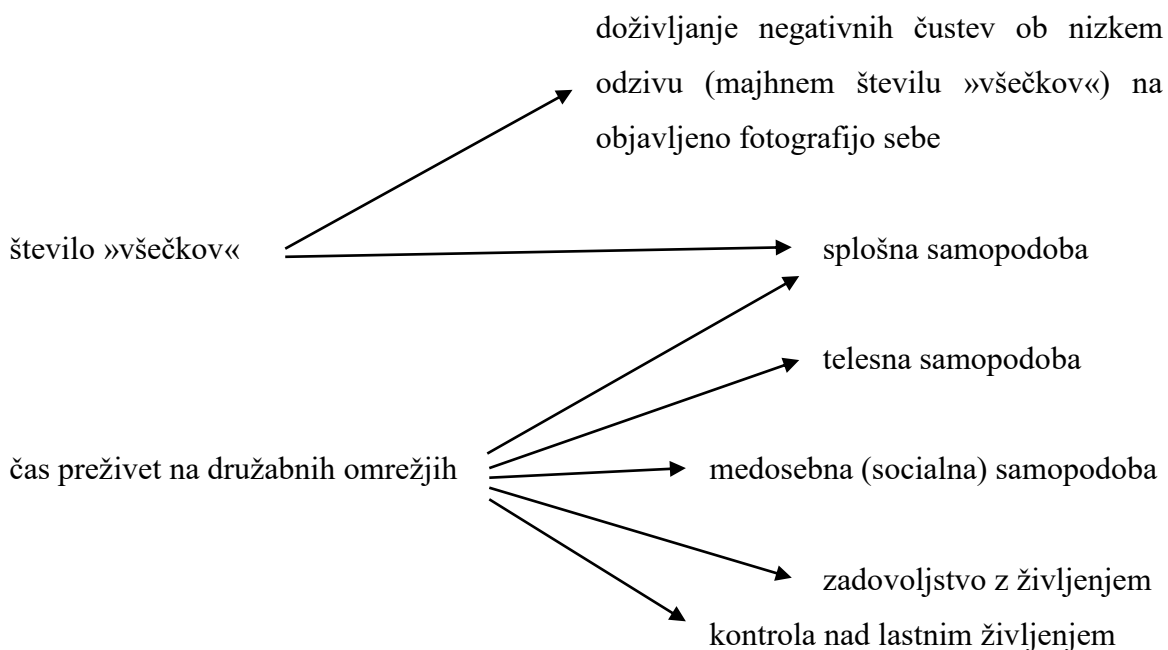 doživljanje negativnih čustev ob nizkem
odzivu (majhnem številu »všečkov«) na
objavljeno fotografijo sebe
število »všečkov«
splošna samopodoba
telesna samopodoba
čas preživet na družabnih omrežjih
medosebna (socialna) samopodoba
zadovoljstvo z življenjem
kontrola nad lastnim življenjem